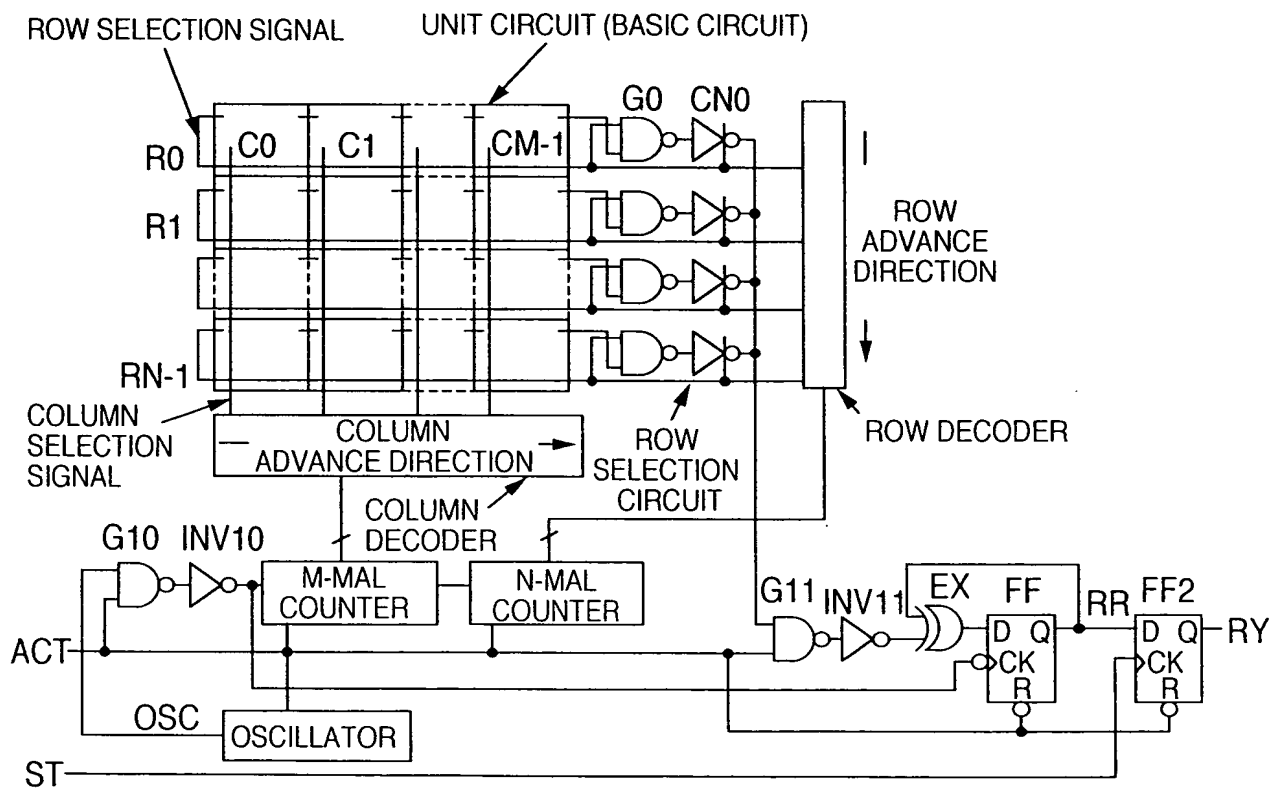 ROW SELECTION SIGNAL
UNIT CIRCUIT (BASIC CIRCUIT)
G0
CN0
C0
C1
CM-1
R0
R1
RN-1
ROW
ADVANCE
DIRECTION
COLUMN
SELECTION
SIGNAL
COLUMN
ADVANCE DIRECTION
ROW
SELECTION
CIRCUIT
ROW DECODER
COLUMN
DECODER
G10
INV10
M-MAL
COUNTER
N-MAL
COUNTER
G11
INV11
EX
FF
RR
FF2
D
Q
CK
R
D
Q
CK
R
RY
ACT
OSC
OSCILLATOR
ST